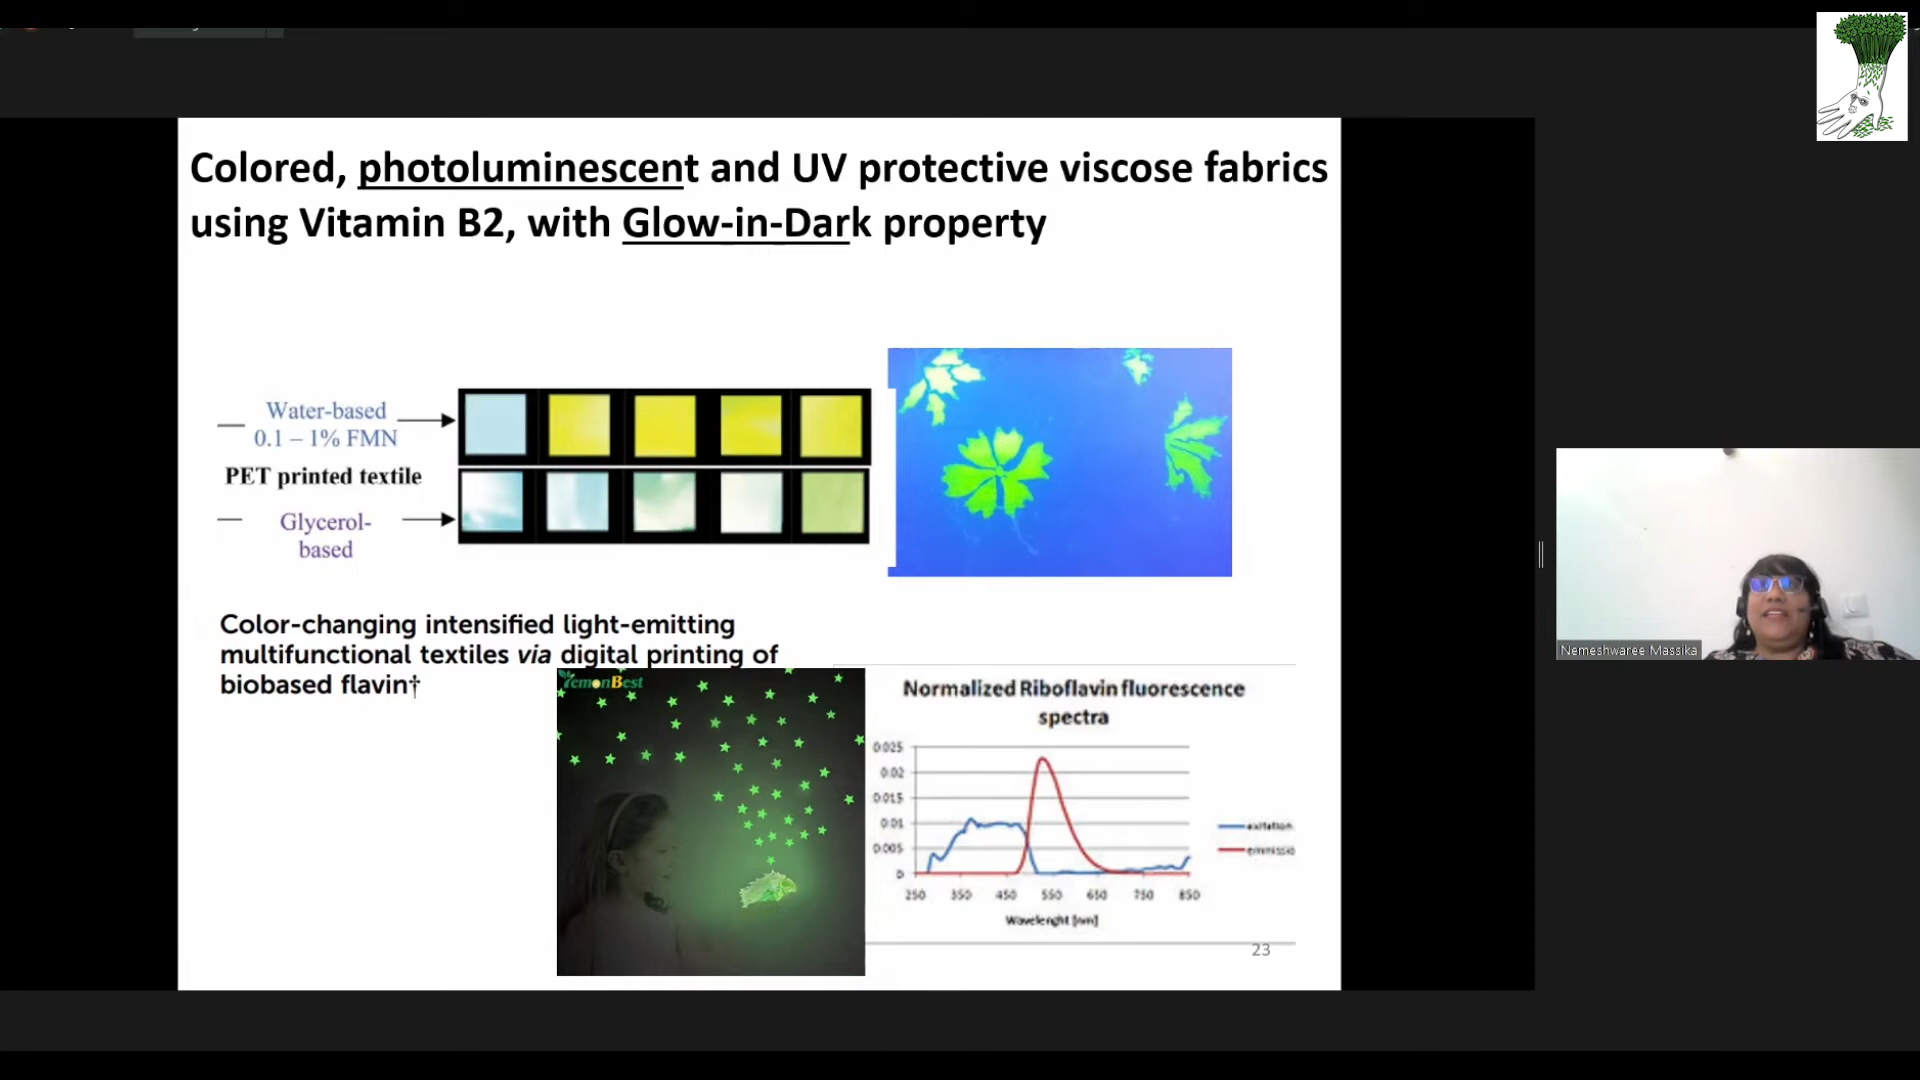 Colored, photoluminescent and UV protective viscose fabrics
using Vitamin B2, with Glow-in-Dark property
Water-based
0.1 – 1% FMN
PET printed textile
Glycerol-
based
Color-changing intensified light-emitting
multifunctional textiles via digital printing of
biobased flavin†
LemonBest
Normalized Riboflavin fluorescence
spectra
0.025
0.02
0.015
0.01
0.005
0
250 350 450 550 650 750 850
Wavelenght [nm]
23
Nemeshwaree Massika